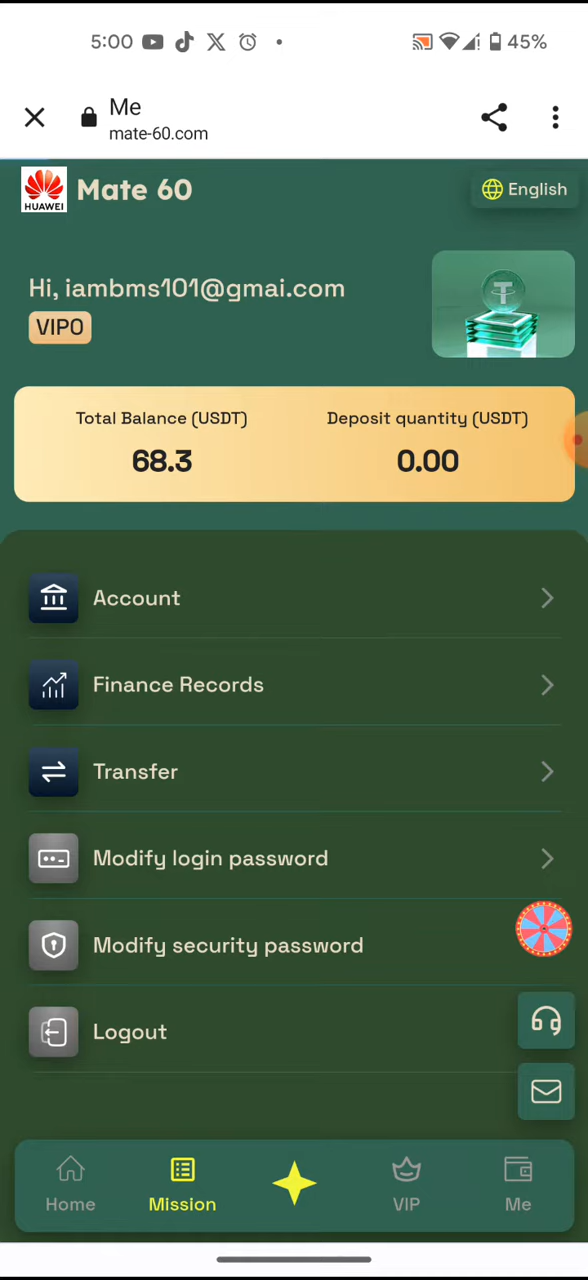 5:00
45%
Me
mate-60.com
HUAWEI
Mate 60
English
Hi, iambms101@gmai.com
VIP0
Total Balance (USDT)
Deposit quantity (USDT)
68.3
0.00
Account
Finance Records
Transfer
Modify login password
Modify security password
Logout
Home
Mission
VIP
Me